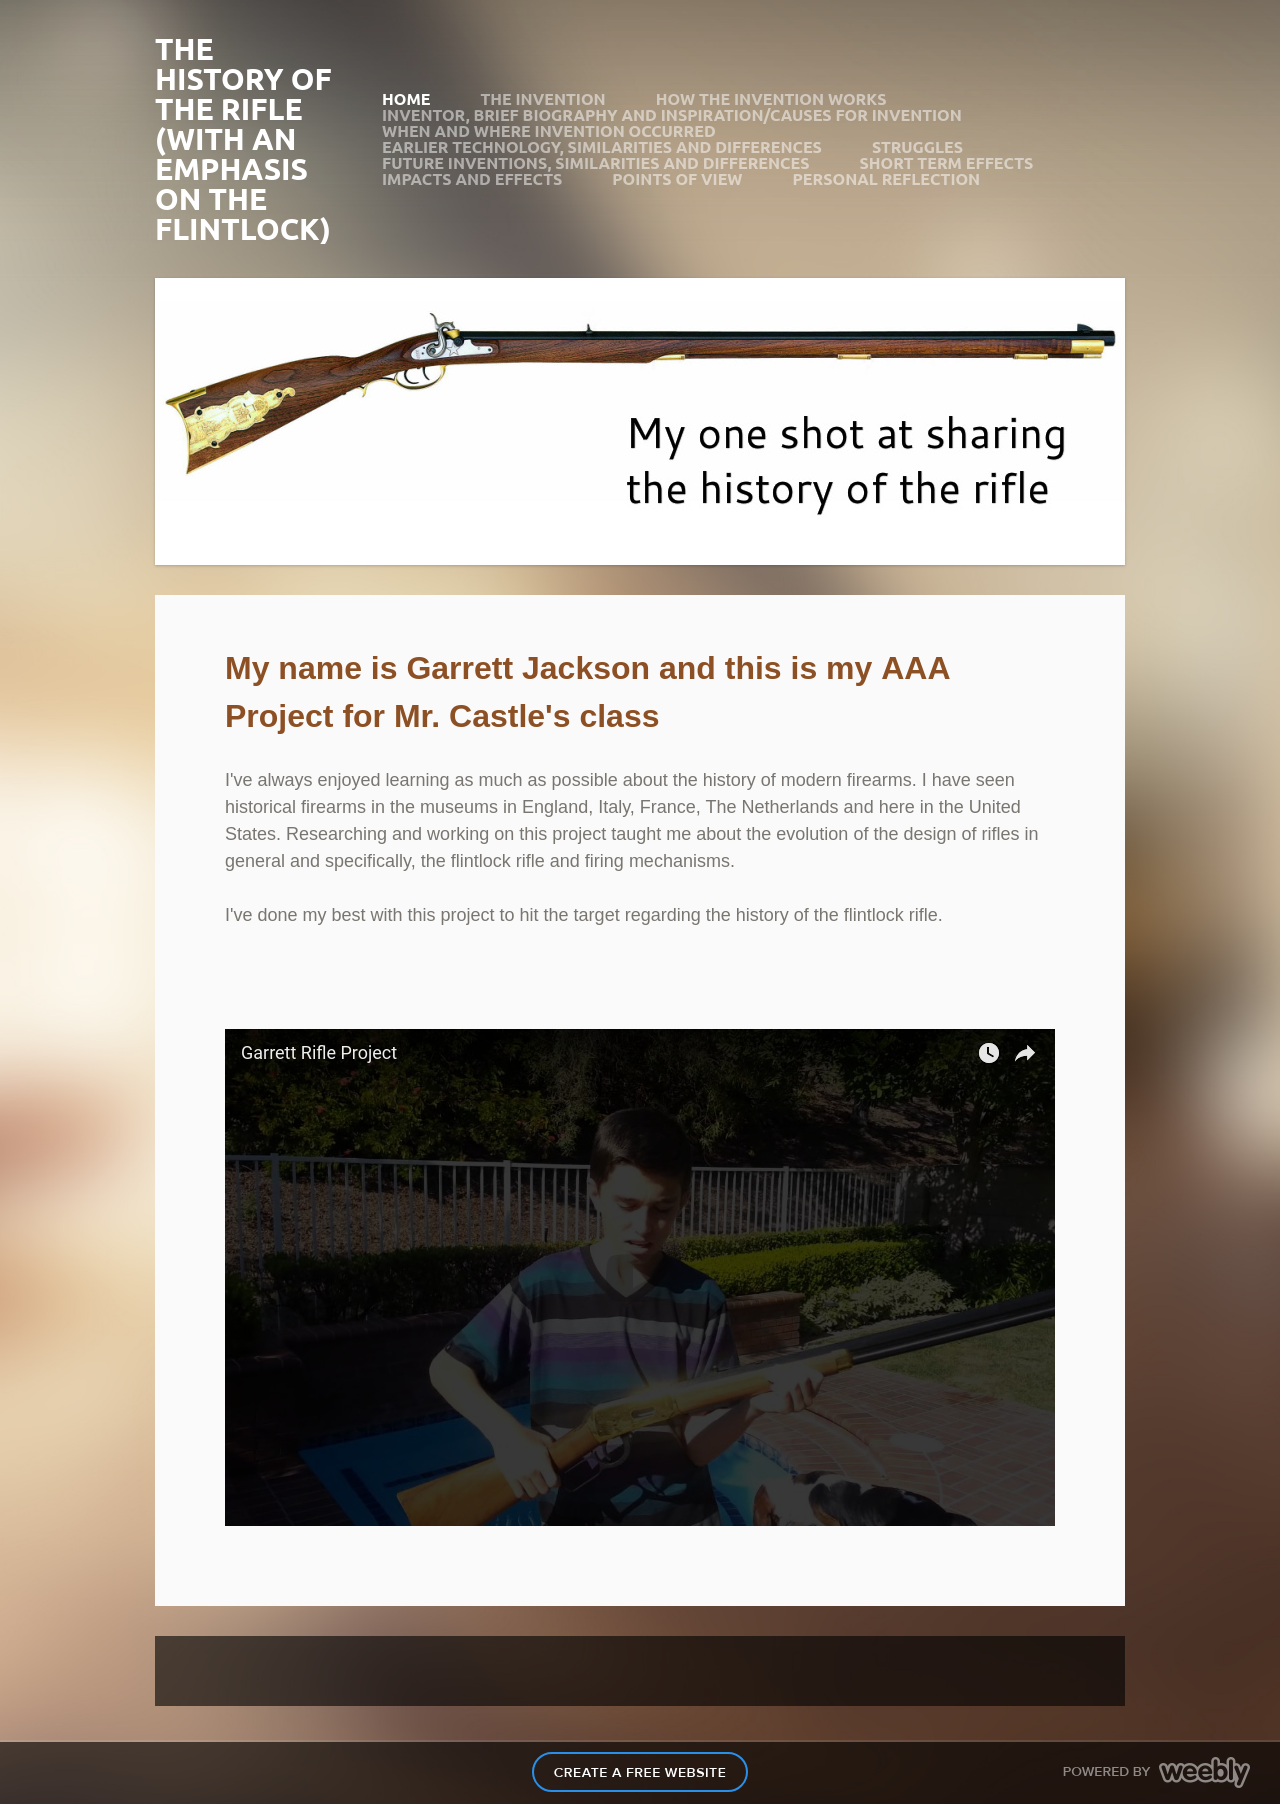 THE
HISTORY OF
THE RIFLE
(WITH AN
EMPHASIS
ON THE
FLINTLOCK)
HOME THE INVENTION HOW THE INVENTION WORKS
INVENTOR, BRIEF BIOGRAPHY AND INSPIRATION/CAUSES FOR INVENTION
WHEN AND WHERE INVENTION OCCURRED
EARLIER TECHNOLOGY, SIMILARITIES AND DIFFERENCES STRUGGLES
FUTURE INVENTIONS, SIMILARITIES AND DIFFERENCES SHORT TERM EFFECTS
IMPACTS AND EFFECTS POINTS OF VIEW PERSONAL REFLECTION
My one shot at sharing
the history of the rifle
My name is Garrett Jackson and this is my AAA
Project for Mr. Castle's class
I've always enjoyed learning as much as possible about the history of modern firearms. I have seen
historical firearms in the museums in England, Italy, France, The Netherlands and here in the United
States. Researching and working on this project taught me about the evolution of the design of rifles in
general and specifically, the flintlock rifle and firing mechanisms.
I've done my best with this project to hit the target regarding the history of the flintlock rifle.
Garrett Rifle Project
CREATE A FREE WEBSITE
POWERED BY weebly